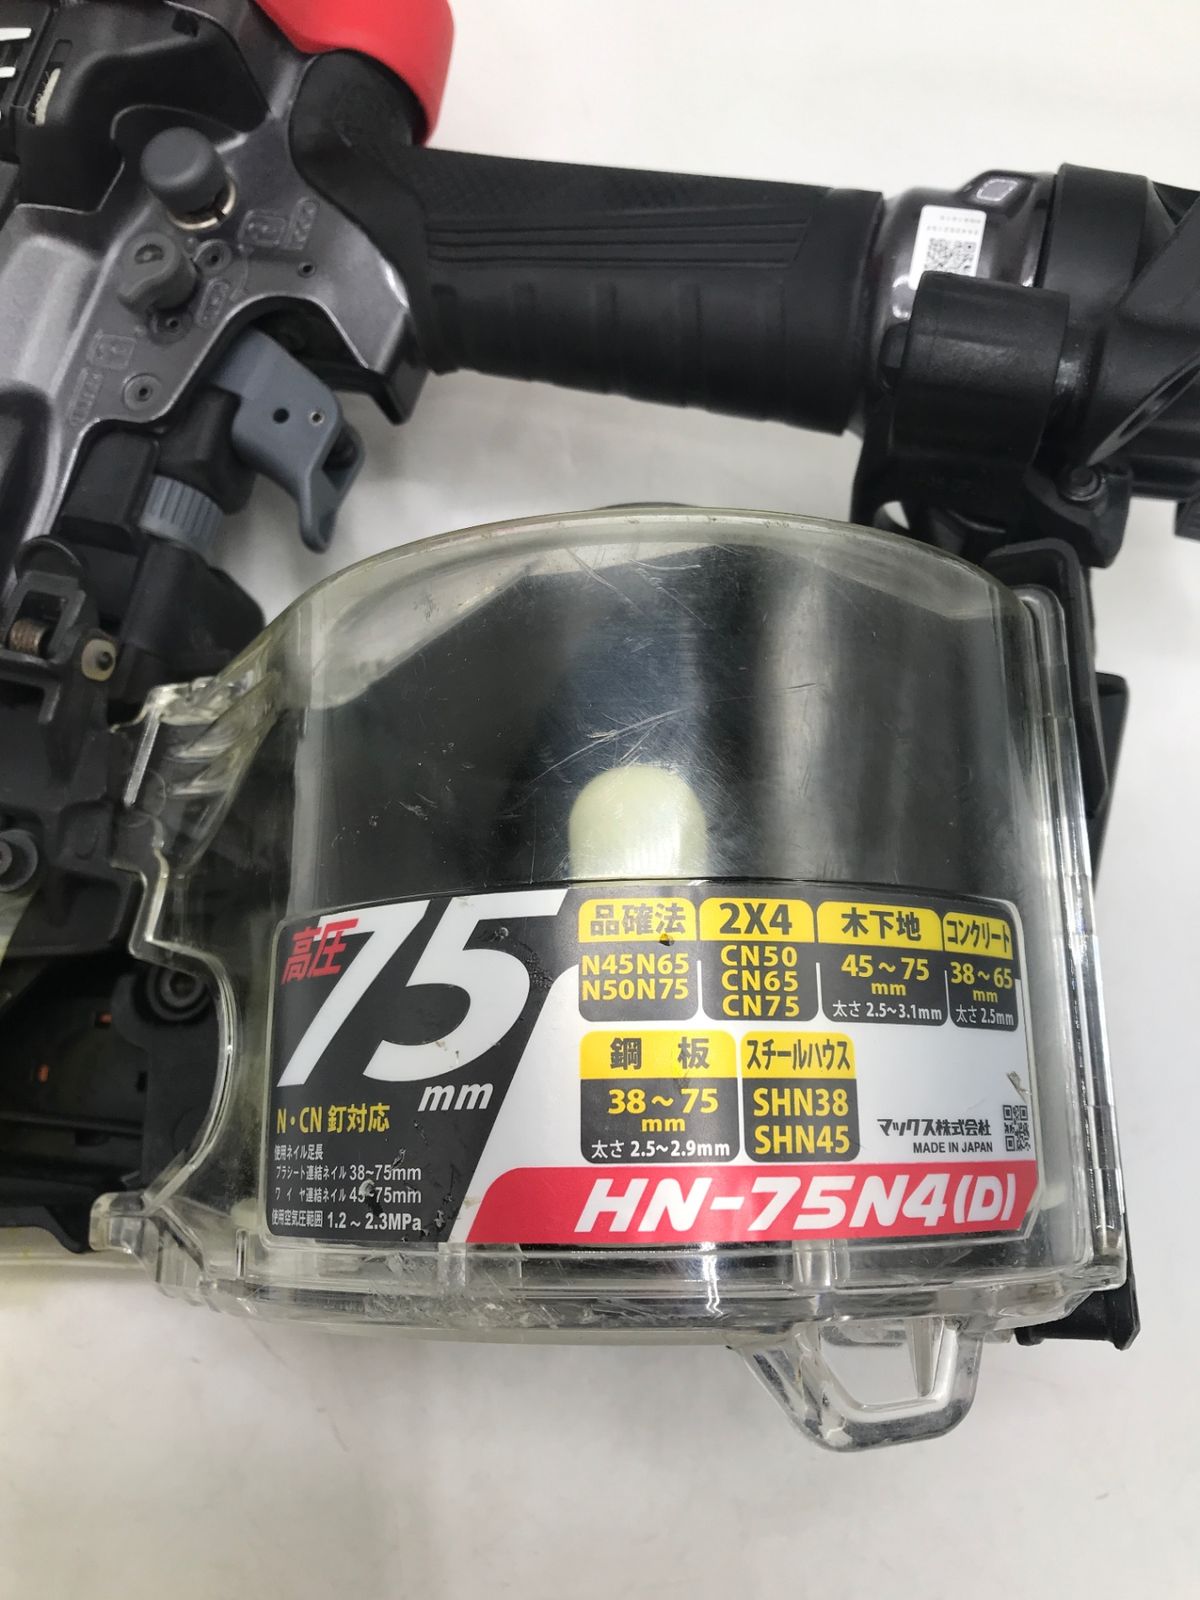 高圧 75 mm
N・CN 釘対応
使用ネイル足長
プラシート連結ネイル 38~75mm
ワイヤ連結ネイル 45~75mm
使用空気圧範囲 1.2~2.3MPa
品確法
N45N65
N50N75
2X4
CN50
CN65
CN75
木下地
45~75
mm
太さ 2.5~3.1mm
コンクリート
38~65
mm
太さ 2.5mm
鋼 板
38~75
mm
太さ 2.5~2.9mm
スチールハウス
SHN38
SHN45
マックス株式会社
MADE IN JAPAN
HN-75N4(D)